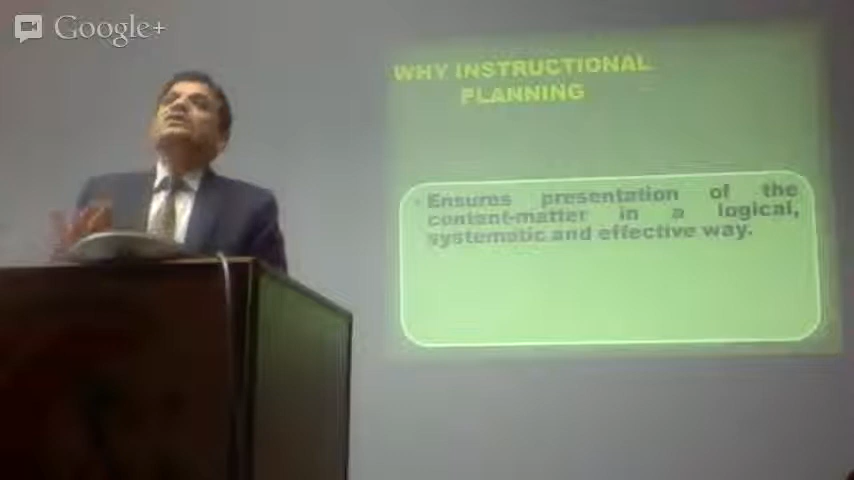 Google+
WHY INSTRUCTIONAL
PLANNING
Ensures presentation of the
content-matter in a logical,
systematic and effective way.